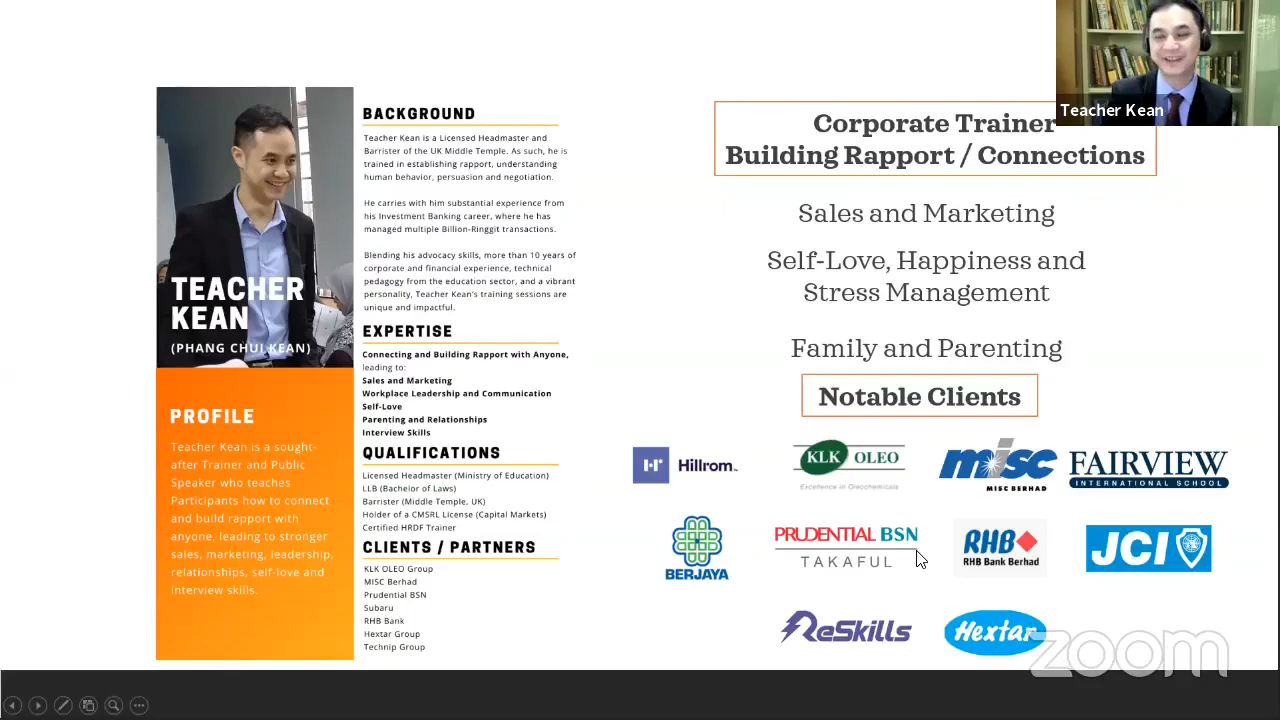 Teacher Kean
TEACHER
KEAN
(PHANG CHUI KEAN)
PROFILE
Teacher Kean is a sought-
after Trainer and Public
Speaker who teaches
Participants how to connect
and build rapport with
anyone, leading to stronger
sales, marketing, leadership,
relationships, self-love and
interview skills.
BACKGROUND
Teacher Kean is a Licensed Headmaster and
Barrister of the UK Middle Temple. As such, he is
trained in establishing rapport, understanding
human behavior, persuasion and negotiation.
He carries with him substantial experience from
his Investment Banking career, where he has
managed multiple Billion-Ringgit transactions.
Blending his advocacy skills, more than 10 years of
corporate and financial experience, technical
pedagogy from the education sector, and a vibrant
personality, Teacher Kean's training sessions are
unique and impactful.
EXPERTISE
Connecting and Building Rapport with Anyone,
leading to:
Sales and Marketing
Workplace Leadership and Communication
Self-Love
Parenting and Relationships
Interview Skills
QUALIFICATIONS
Licensed Headmaster (Ministry of Education)
LLB (Bachelor of Laws)
Barrister (Middle Temple, UK)
Holder of a CMSRL License (Capital Markets)
Certified HRDF Trainer
CLIENTS / PARTNERS
KLK OLEO Group
MISC Berhad
Prudential BSN
Subaru
RHB Bank
Hextar Group
Technip Group
Corporate Trainer
Building Rapport / Connections
Sales and Marketing
Self-Love, Happiness and
Stress Management
Family and Parenting
Notable Clients
Hillrom™
KLK OLEO
Excellence in Oleochemicals
misc
MISC BERHAD
FAIRVIEW
INTERNATIONAL SCHOOL
BERJAYA
PRUDENTIAL BSN
TAKAFUL
RHB
RHB Bank Berhad
JCI
ReSkills
Hextar
zoom